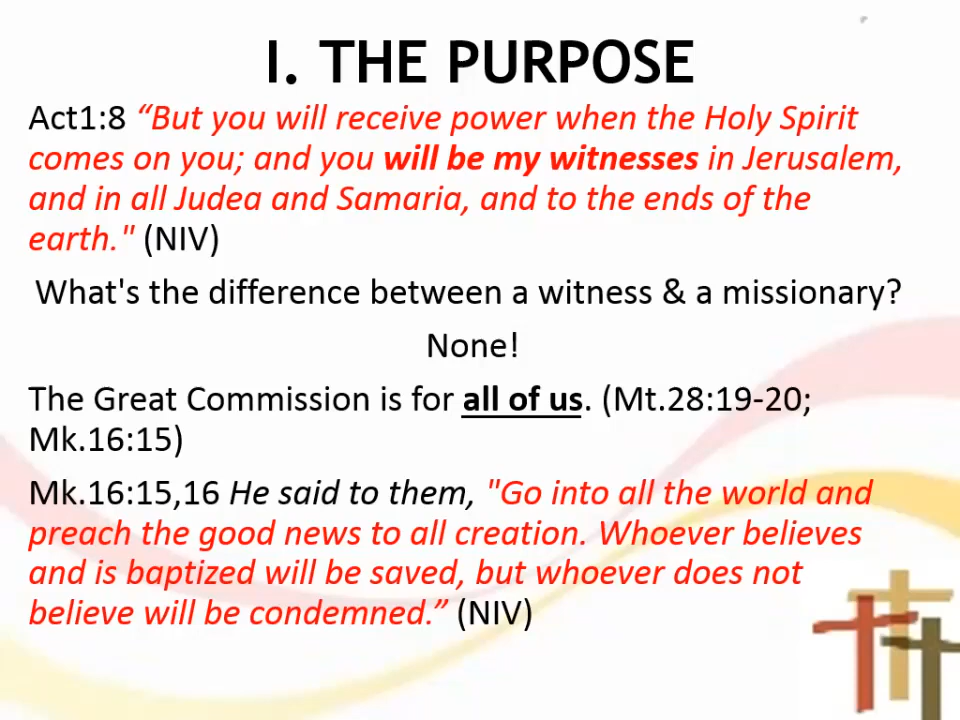 I. THE PURPOSE
Act1:8 “But you will receive power when the Holy Spirit
comes on you; and you will be my witnesses in Jerusalem,
and in all Judea and Samaria, and to the ends of the
earth." (NIV)
What's the difference between a witness & a missionary?
None!
The Great Commission is for all of us. (Mt.28:19-20;
Mk.16:15)
Mk.16:15,16 He said to them, "Go into all the world and
preach the good news to all creation. Whoever believes
and is baptized will be saved, but whoever does not
believe will be condemned.” (NIV)